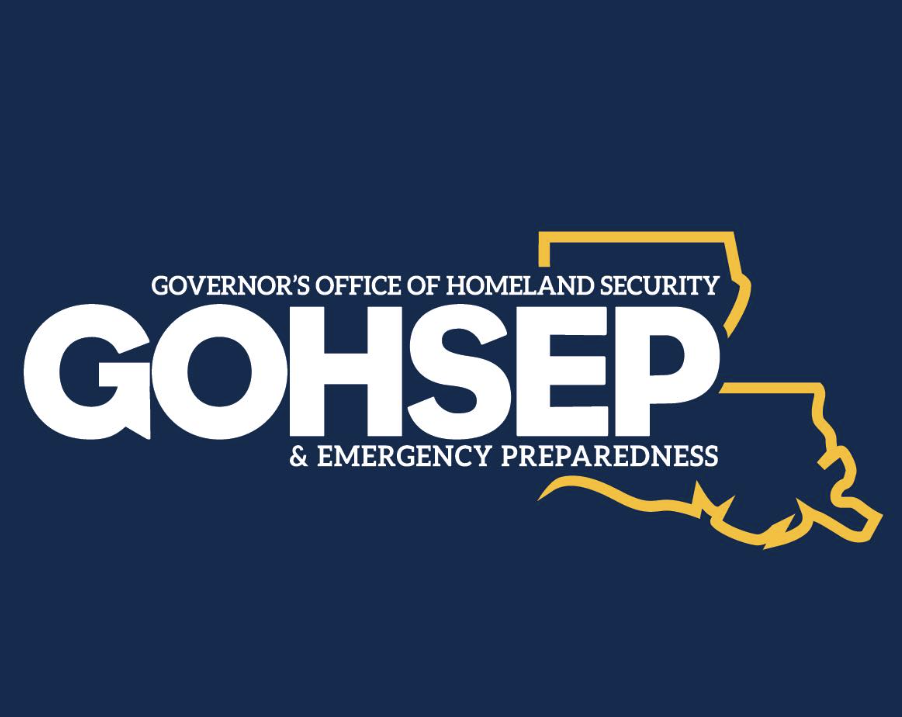 GOVERNOR'S OFFICE OF HOMELAND SECURITY
GOHSEP
& EMERGENCY PREPAREDNESS